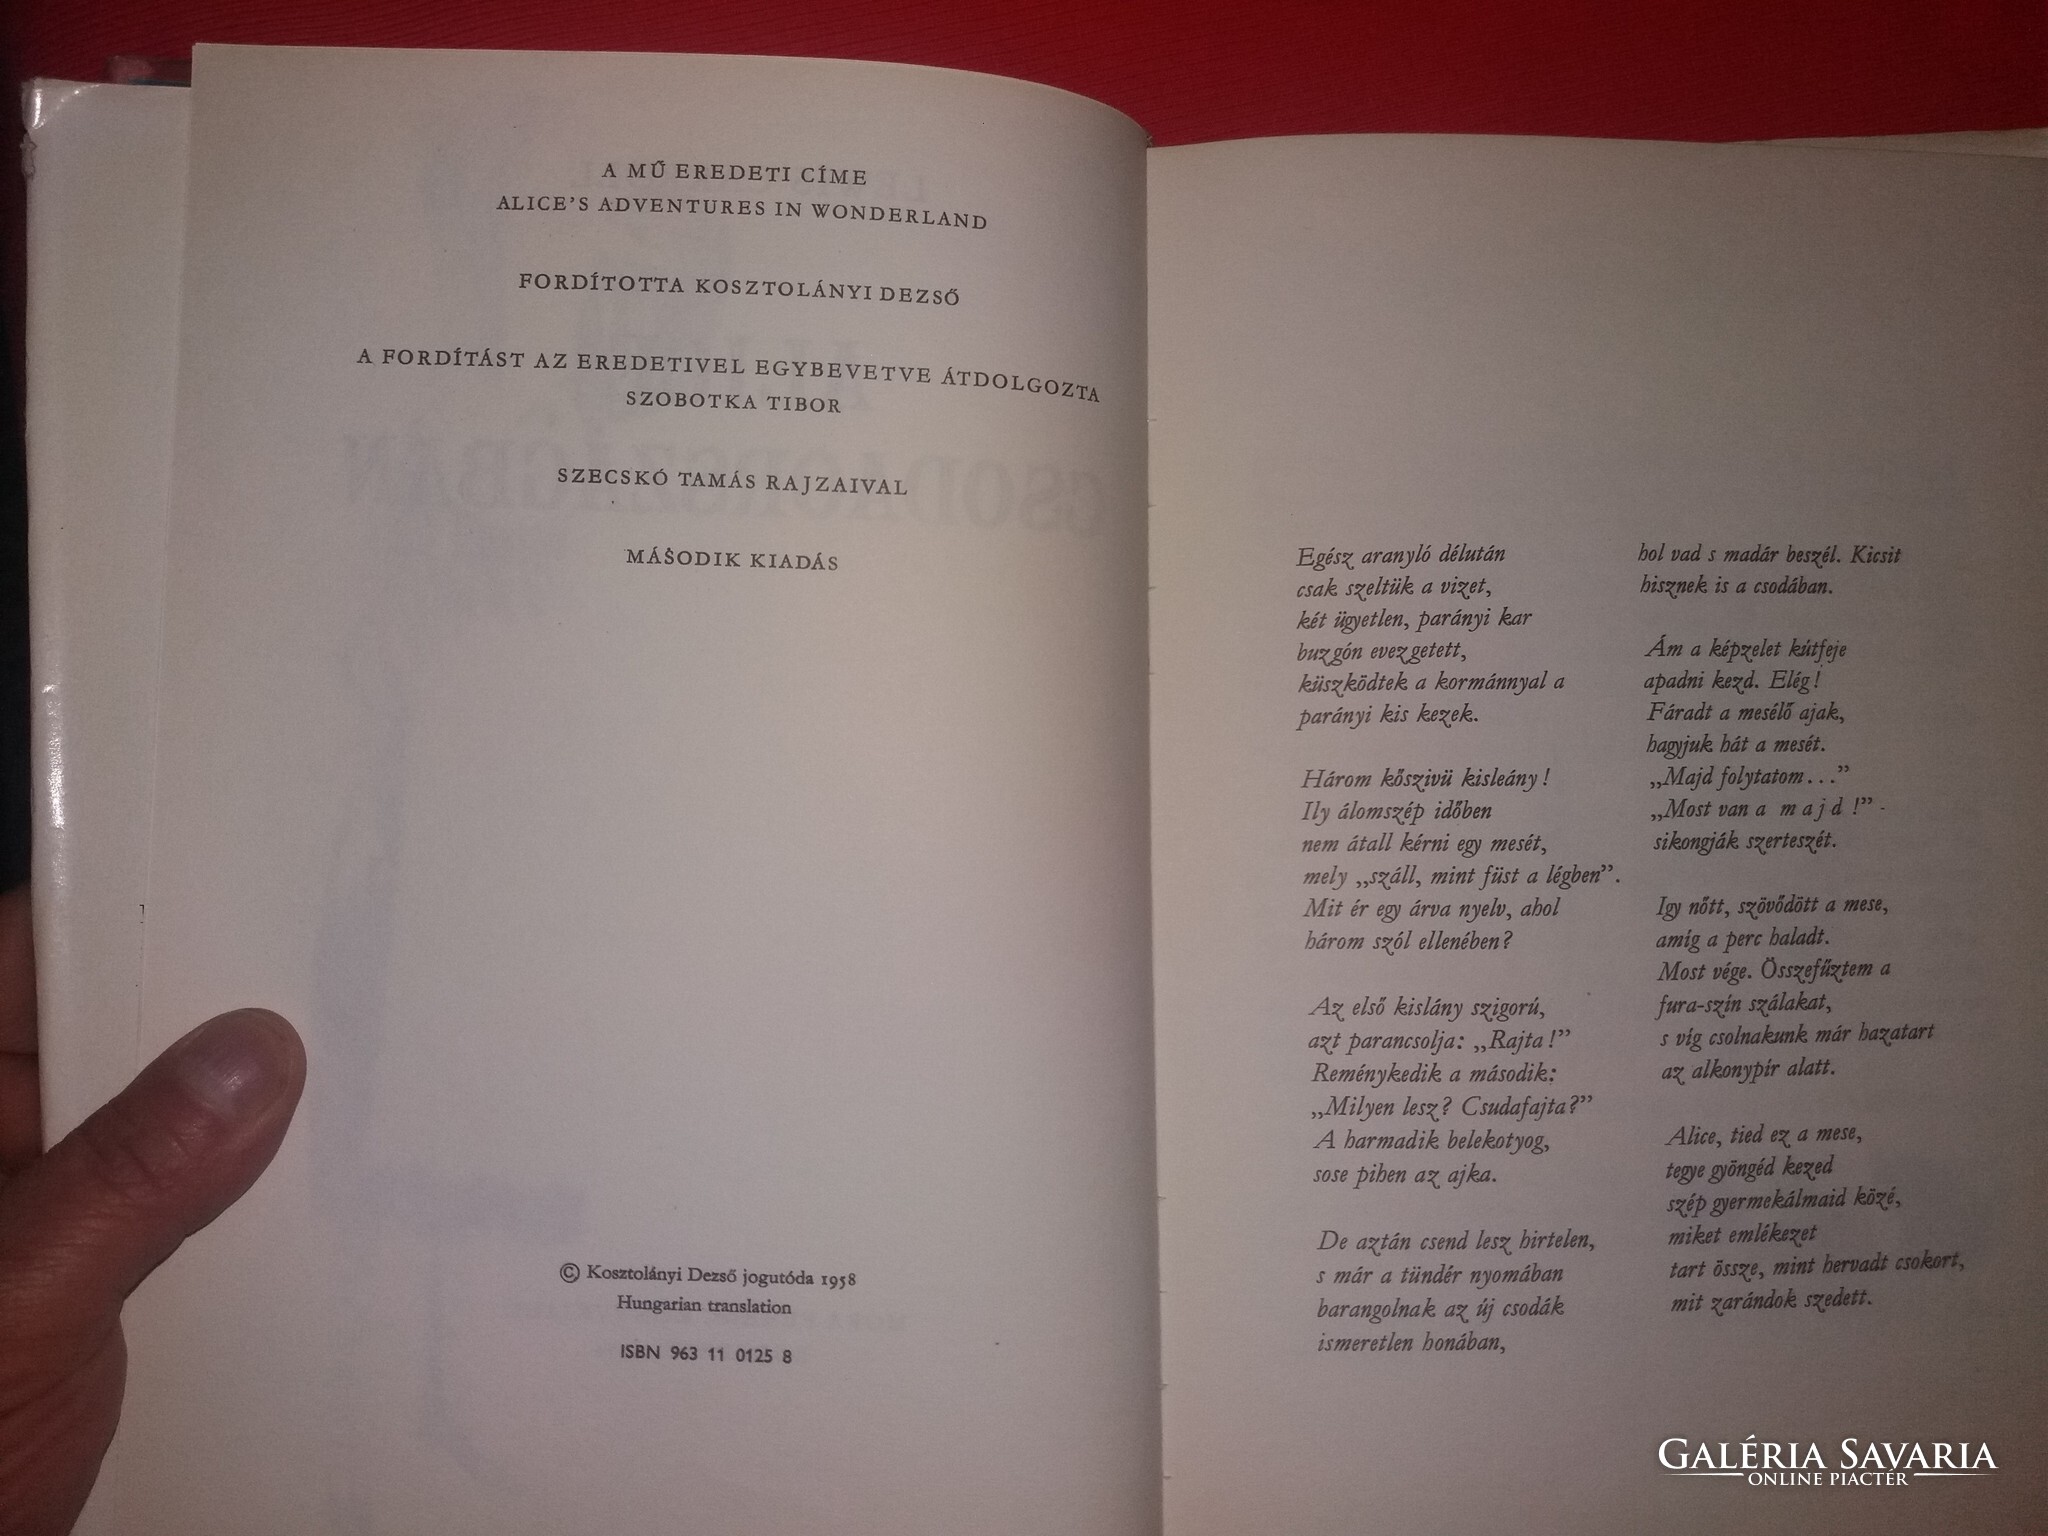 A MŰ EREDETI CÍME
ALICE'S ADVENTURES IN WONDERLAND
FORDÍTOTTA KOSZTOLÁNYI DEZSŐ
A FORDÍTÁST AZ EREDETIVEL EGYBEVETVE ÁTDOLGOZTA
SZOBOTKA TIBOR
SZECSKÓ TAMÁS RAJZAIVAL
MÁSODIK KIADÁS
© Kosztolányi Dezső jogutóda 1958
Hungarian translation
ISBN 963 11 0125 8
Egész aranyló délután
csak szeltük a vizet,
két ügyetlen, parányi kar
buzgón evezgetett,
küszködtek a kormánnyal a
parányi kis kezek.
Három kőszivü kisleány!
Ily álomszép időben
nem átall kérni egy mesét,
mely „száll, mint füst a légben”.
Mit ér egy árva nyelv, ahol
három szól ellenében?
Az első kislány szigorú,
azt parancsolja: „Rajta!”
Reménykedik a második:
„Milyen lesz? Csudafajta?”
A harmadik belekotyog,
sose pihen az ajka.
De aztán csend lesz hirtelen,
s már a tündér nyomában
barangolnak az új csodák
ismeretlen honában,
hol vad s madár beszél. Kicsit
hisznek is a csodában.
Ám a képzelet kútfeje
apadni kezd. Elég!
Fáradt a mesélő ajak,
hagyjuk hát a mesét.
„Majd folytatom...”
„Most van a majd!” -
sikongják szerteszét.
Igy nőtt, szövődött a mese,
amíg a perc haladt.
Most vége. Összefűztem a
fura-szín szálakat,
s víg csolnakunk már hazatart
az alkonypír alatt.
Alice, tied ez a mese,
tegye gyöngéd kezed
szép gyermekálmaid közé,
miket emlékezet
tart össze, mint hervadt csokort,
mit zarándok szedett.
GALÉRIA SAVARIA
ONLINE PIACTÉR